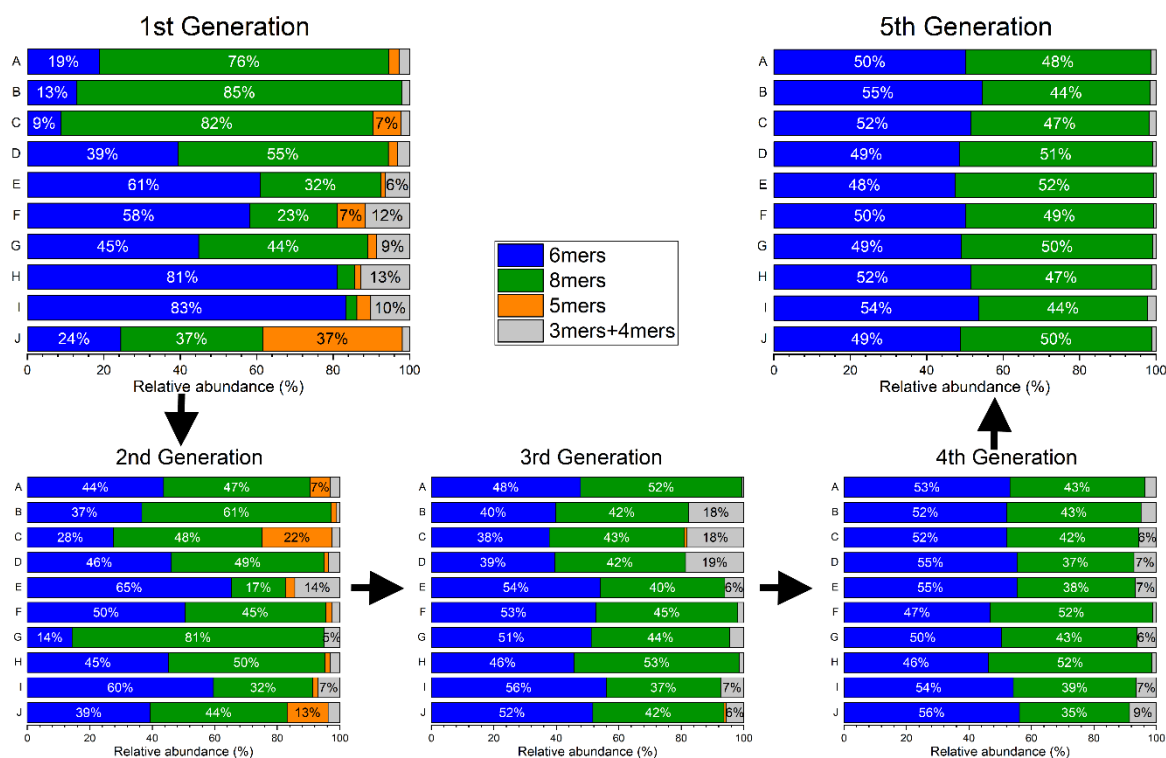 1st Generation
A 19% 76%
B 13% 85%
C 9% 82% 7%
D 39% 55%
E 61% 32% 6%
F 58% 23% 7% 12%
G 45% 44% 9%
H 81% 13%
I 83% 10%
J 24% 37% 37%
0 20 40 60 80 100
Relative abundance (%)
6mers
8mers
5mers
3mers+4mers
5th Generation
A 50% 48%
B 55% 44%
C 52% 47%
D 49% 51%
E 48% 52%
F 50% 49%
G 49% 50%
H 52% 47%
I 54% 44%
J 49% 50%
0 20 40 60 80 100
Relative abundance (%)
2nd Generation
A 44% 47% 7%
B 37% 61%
C 28% 48% 22%
D 46% 49%
E 65% 17% 14%
F 50% 45%
G 14% 81% 5%
H 45% 50%
I 60% 32% 7%
J 39% 44% 13%
0 20 40 60 80 100
Relative abundance (%)
3rd Generation
A 48% 52%
B 40% 42% 18%
C 38% 43% 18%
D 39% 42% 19%
E 54% 40% 6%
F 53% 45%
G 51% 44%
H 46% 53%
I 56% 37% 7%
J 52% 42% 6%
0 20 40 60 80 100
Relative abundance (%)
4th Generation
A 53% 43%
B 52% 43%
C 52% 42% 6%
D 55% 37% 7%
E 55% 38% 7%
F 47% 52%
G 50% 43% 6%
H 46% 52%
I 54% 39% 7%
J 56% 35% 9%
0 20 40 60 80 100
Relative abundance (%)